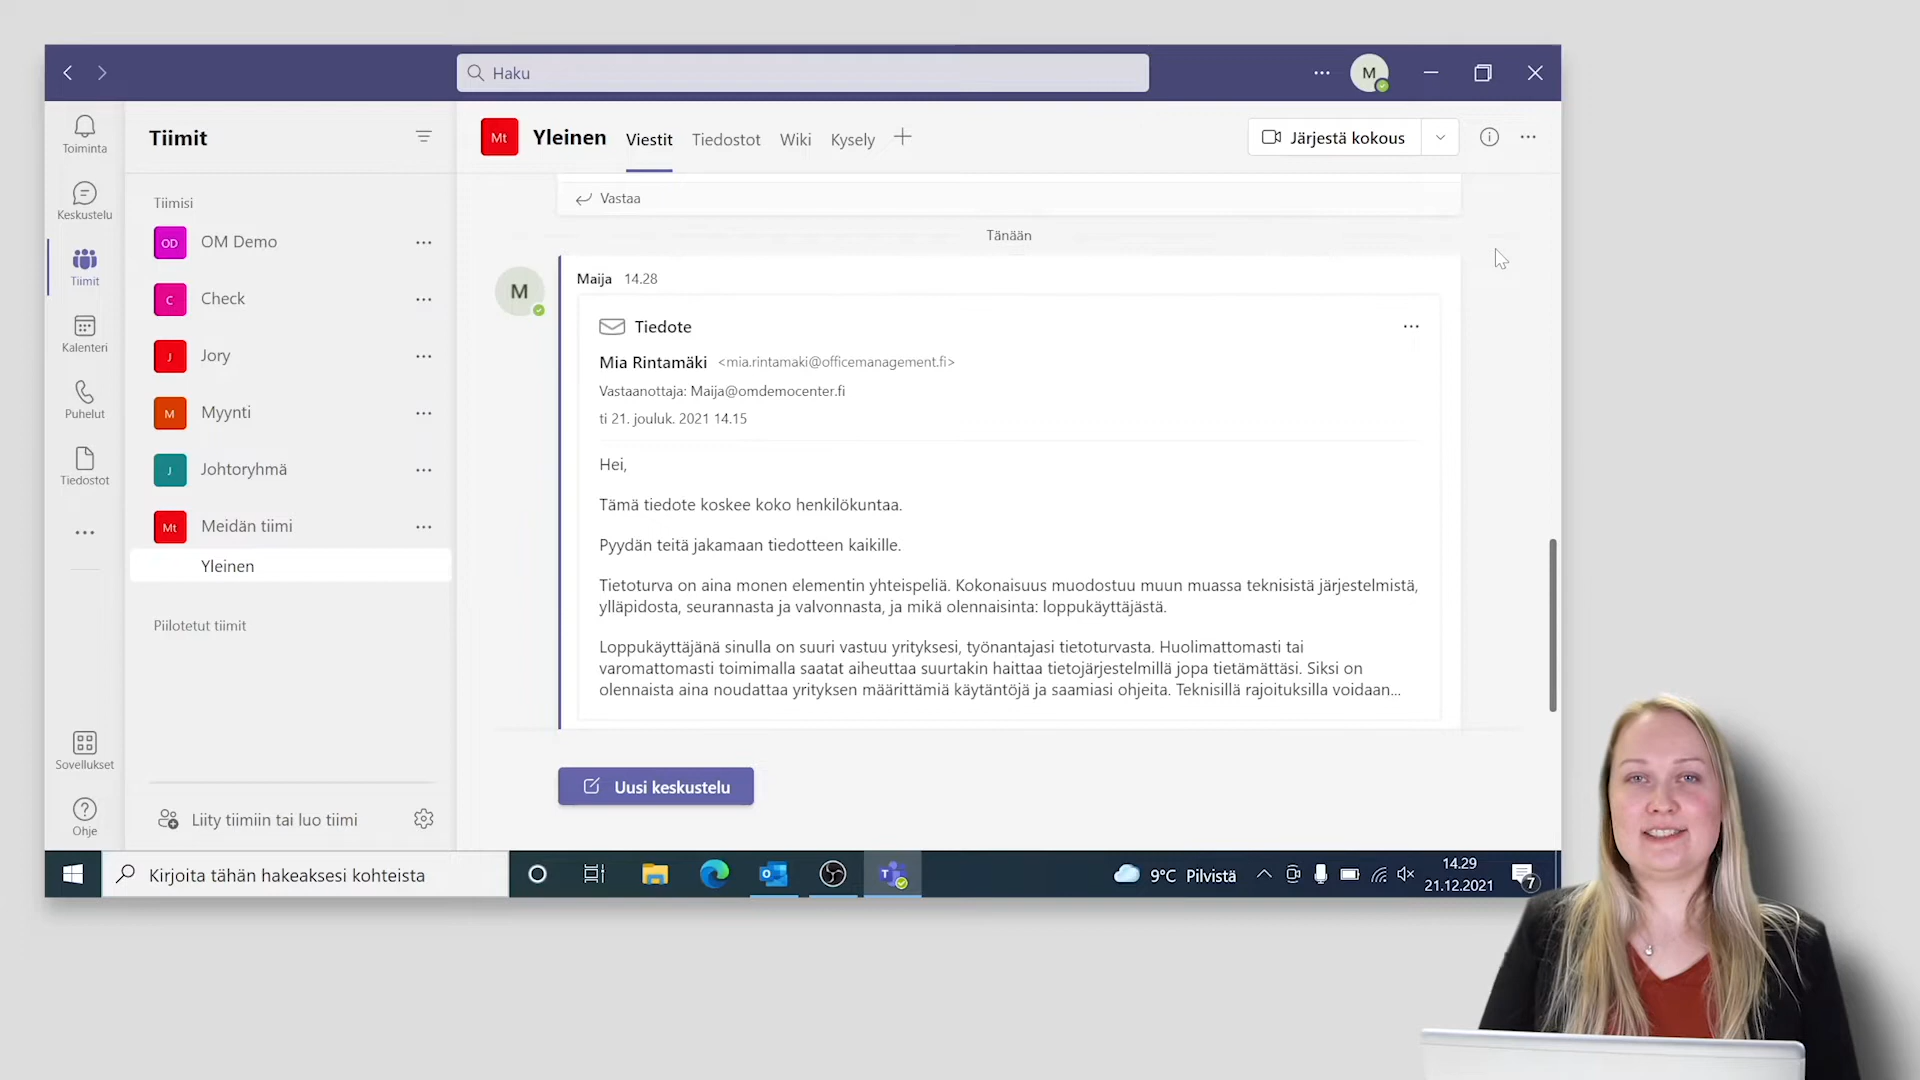 Haku
M
Toiminta
Keskustelu
Tiimit
Kalenteri
Puhelut
Tiedostot
Sovellukset
Ohje
Tiimit
Tiimisi
OD OM Demo
C Check
J Jory
M Myynti
J Johtoryhmä
Mt Meidän tiimi
Yleinen
Piilotetut tiimit
Liity tiimiin tai luo tiimi
Mt Yleinen Viestit Tiedostot Wiki Kysely
Järjestä kokous
Vastaa
Tänään
M
Maija 14.28
Tiedote
Mia Rintamäki <mia.rintamaki@officemanagement.fi>
Vastaanottaja: Maija@omdemocenter.fi
ti 21. jouluk. 2021 14.15
Hei,
Tämä tiedote koskee koko henkilökuntaa.
Pyydän teitä jakamaan tiedotteen kaikille.
Tietoturva on aina monen elementin yhteispeliä. Kokonaisuus muodostuu muun muassa teknisistä järjestelmistä,
ylläpidosta, seurannasta ja valvonnasta, ja mikä olennaisinta: loppukäyttäjästä.
Loppukäyttäjänä sinulla on suuri vastuu yrityksesi, työnantajasi tietoturvasta. Huolimattomasti tai
varomattomasti toimimalla saatat aiheuttaa suurtakin haittaa tietojärjestelmillä jopa tietämättäsi. Siksi on
olennaista aina noudattaa yrityksen määrittämiä käytäntöjä ja saamiasi ohjeita. Teknisillä rajoituksilla voidaan...
Uusi keskustelu
Kirjoita tähän hakeaksesi kohteista
9°C Pilvistä
14.29
21.12.2021
7